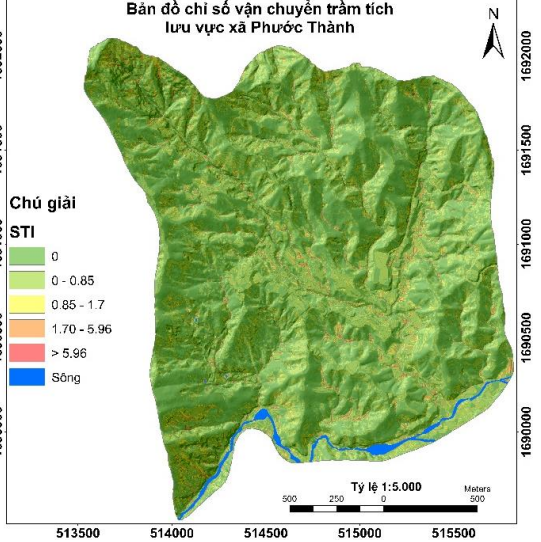 Bản đồ chỉ số vận chuyển trầm tích
lưu vực xã Phước Thành
N
1692000
1691500
1691000
1690500
1690000
Chú giải
STI
0
0 - 0.85
0.85 - 1.7
1.70 - 5.96
> 5.96
Sông
Tỷ lệ 1:5.000
Meters
500 250 0 500
513500 514000 514500 515000 515500